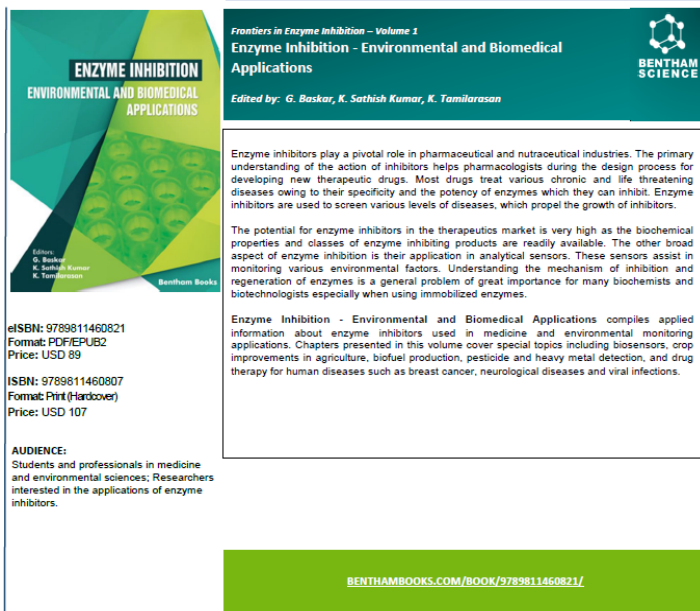 ENZYME INHIBITION
ENVIRONMENTAL AND BIOMEDICAL
APPLICATIONS
Editors:
G. Baskar
K. Sathish Kumar
K. Tamilarasan
Bentham Books
Frontiers in Enzyme Inhibition – Volume 1
Enzyme Inhibition - Environmental and Biomedical
Applications
Edited by: G. Baskar, K. Sathish Kumar, K. Tamilarasan
BENTHAM
SCIENCE
Enzyme inhibitors play a pivotal role in pharmaceutical and nutraceutical industries. The primary
understanding of the action of inhibitors helps pharmacologists during the design process for
developing new therapeutic drugs. Most drugs treat various chronic and life threatening
diseases owing to their specificity and the potency of enzymes which they can inhibit. Enzyme
inhibitors are used to screen various levels of diseases, which propel the growth of inhibitors.
The potential for enzyme inhibitors in the therapeutics market is very high as the biochemical
properties and classes of enzyme inhibiting products are readily available. The other broad
aspect of enzyme inhibition is their application in analytical sensors. These sensors assist in
monitoring various environmental factors. Understanding the mechanism of inhibition and
regeneration of enzymes is a general problem of great importance for many biochemists and
biotechnologists especially when using immobilized enzymes.
Enzyme Inhibition - Environmental and Biomedical Applications compiles applied
information about enzyme inhibitors used in medicine and environmental monitoring
applications. Chapters presented in this volume cover special topics including biosensors, crop
improvements in agriculture, biofuel production, pesticide and heavy metal detection, and drug
therapy for human diseases such as breast cancer, neurological diseases and viral infections.
eISBN: 9789811460821
Format: PDF/EPUB2
Price: USD 89
ISBN: 9789811460807
Format: Print (Hardcover)
Price: USD 107
AUDIENCE:
Students and professionals in medicine
and environmental sciences; Researchers
interested in the applications of enzyme
inhibitors.
BENTHAMBOOKS.COM/BOOK/9789811460821/